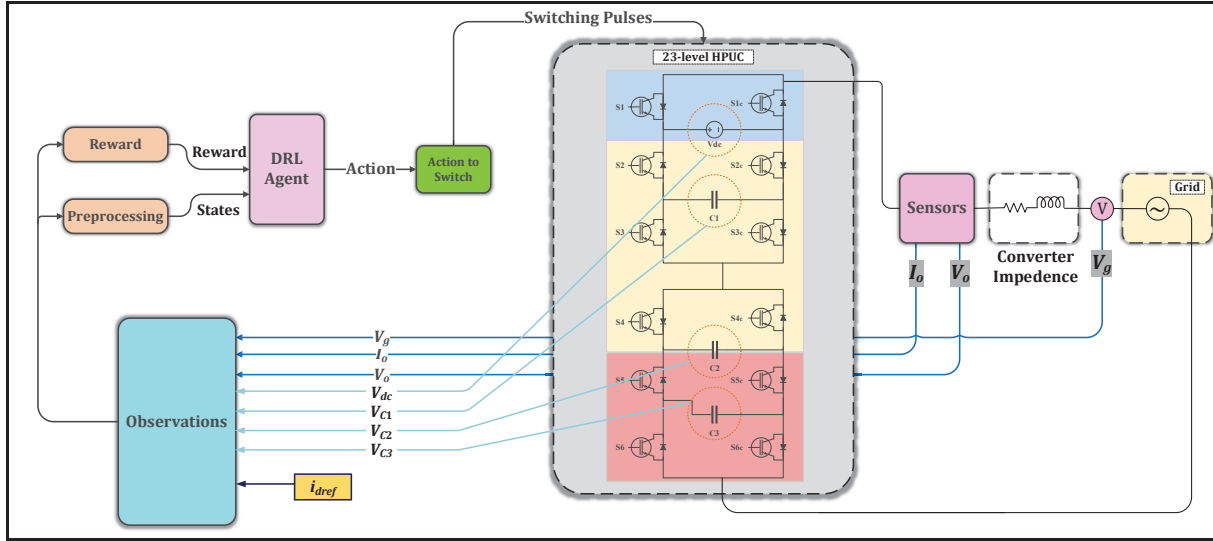 Switching Pulses
23-level HPUC
S1
S1c
Vdc
S2
S2c
C1
S3
S3c
S4
S4c
C2
S5
S5c
C3
S6
S6c
Reward
Preprocessing
Reward
States
DRL
Agent
Action
Action to
Switch
Sensors
Converter
Impedence
V
Grid
Io
Vo
Vg
Observations
Vg
Io
Vo
Vdc
VC1
VC2
VC3
idref